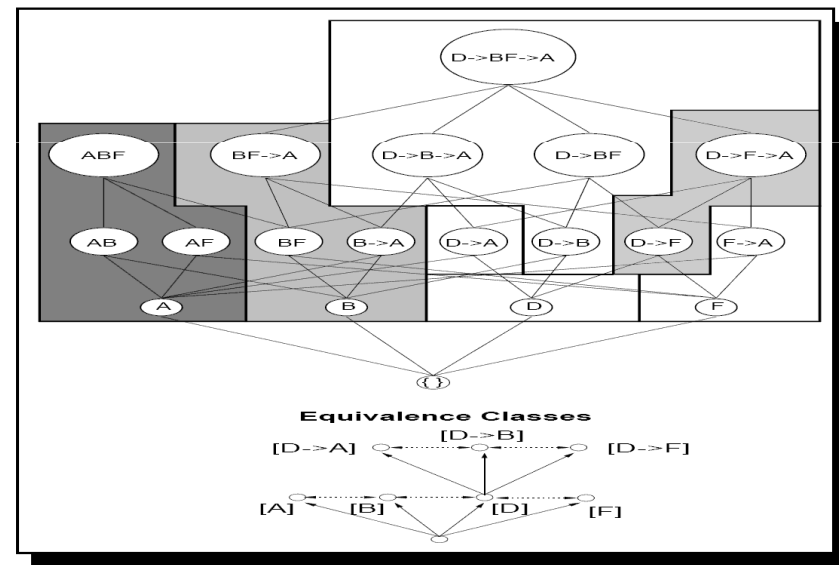 D->BF->A
ABF BF->A D->B->A D->BF D->F->A
AB AF BF B->A D->A D->B D->F F->A
A B D F
{ }
Equivalence Classes
[D->A] [D->B] [D->F]
[A] [B] [D] [F]